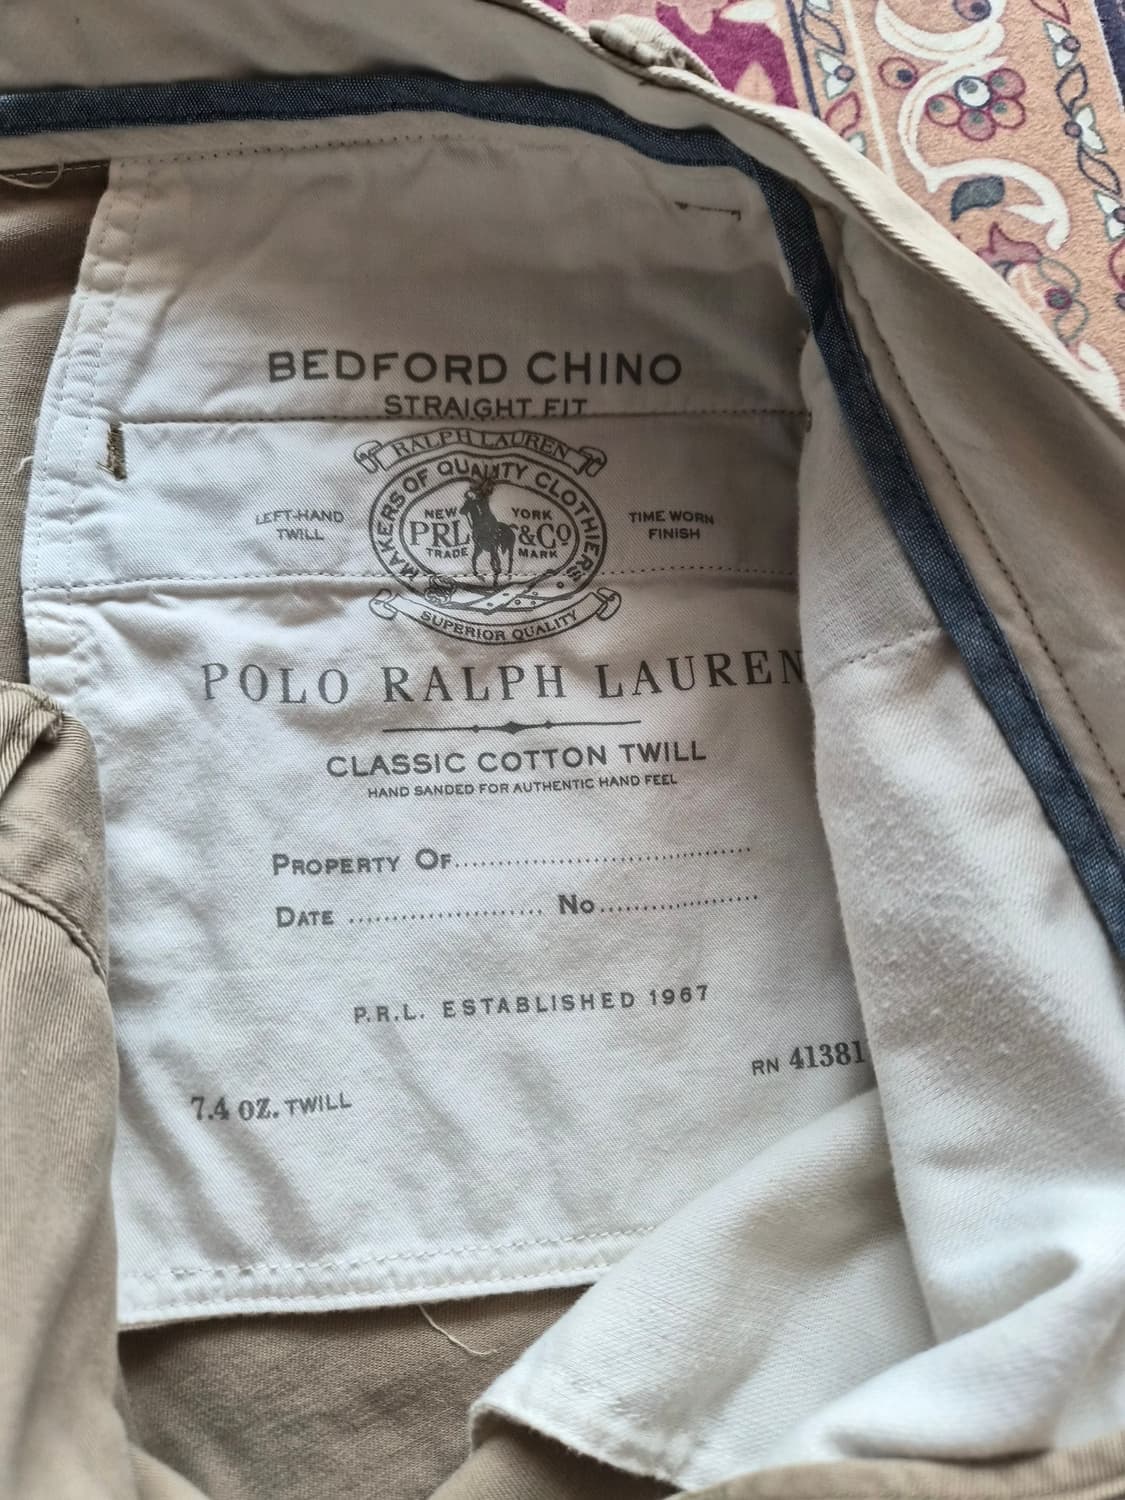 BEDFORD CHINO
STRAIGHT FIT
RALPH LAUREN
MAKERS OF QUALITY CLOTHIERS
LEFT-HAND
TWILL
NEW YORK
PRL &Co
TRADE MARK
TIME WORN
FINISH
SUPERIOR QUALITY
POLO RALPH LAUREN
CLASSIC COTTON TWILL
HAND SANDED FOR AUTHENTIC HAND FEEL
PROPERTY OF
DATE No
P.R.L. ESTABLISHED 1967
RN 41381
7.4 OZ. TWILL